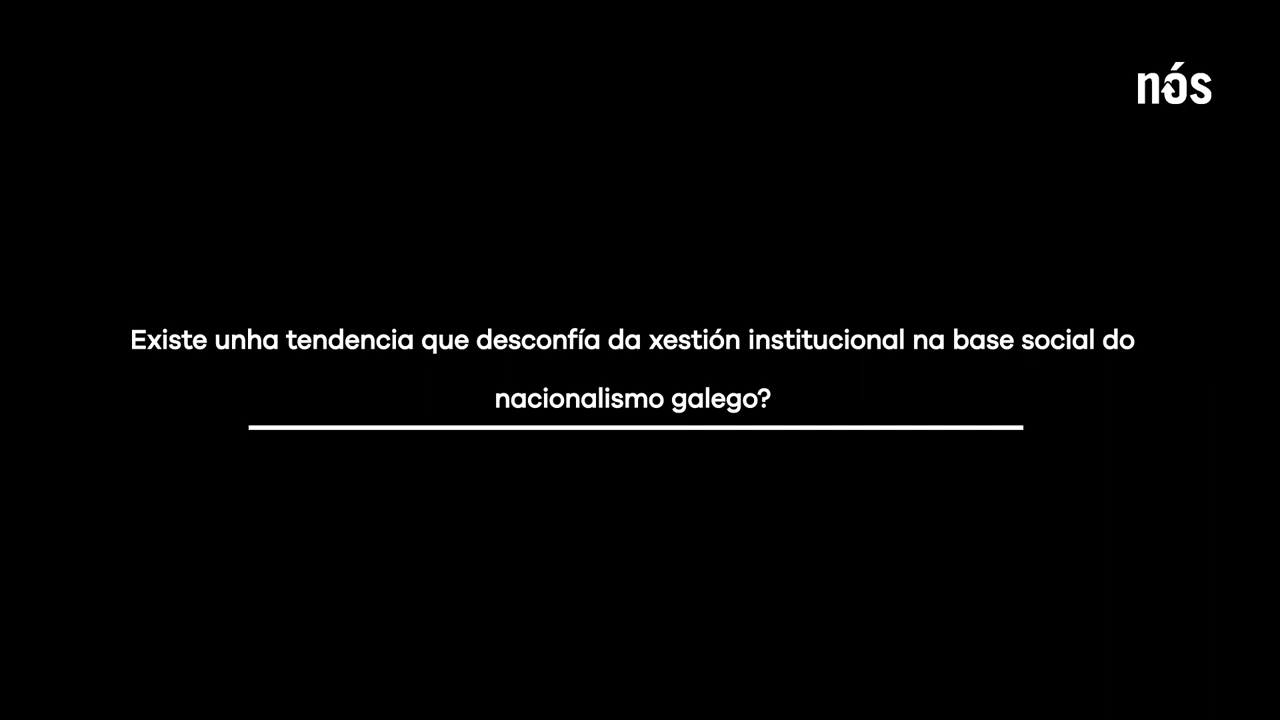 nós
Existe unha tendencia que desconfía da xestión institucional na base social do
nacionalismo galego?